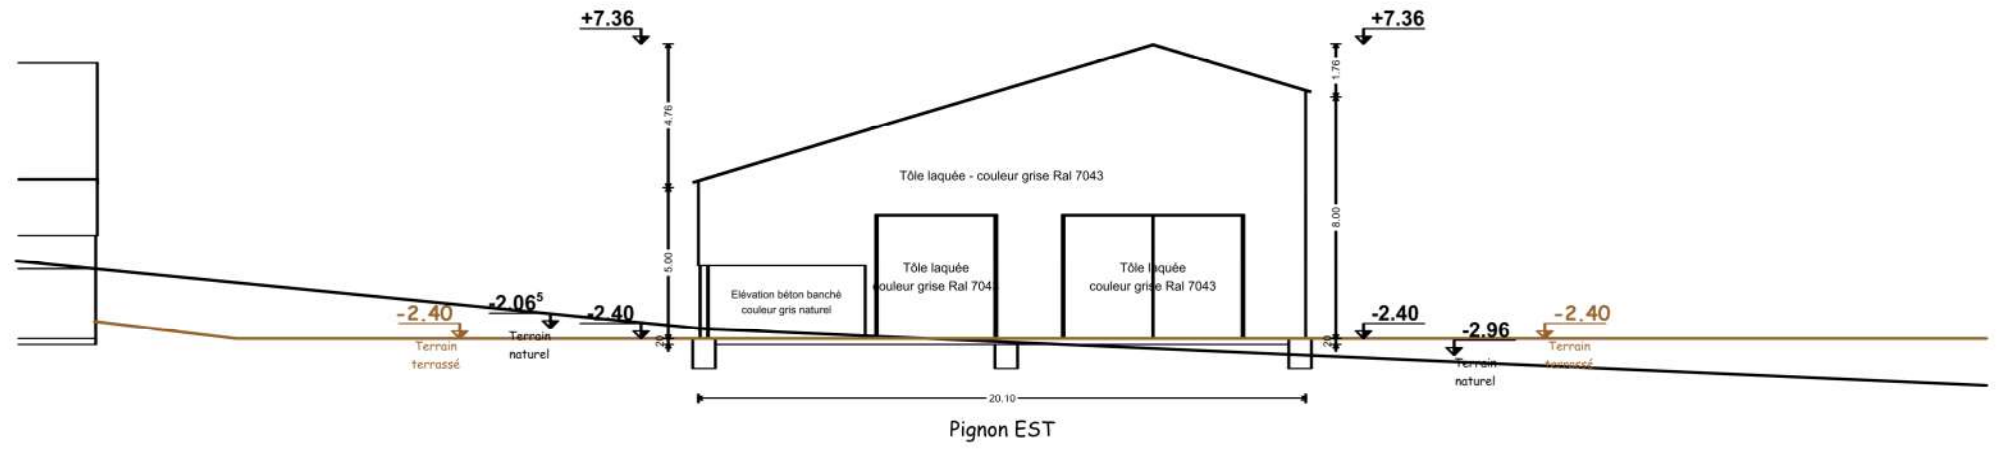 +7.36
+7.36
1.76
4.76
Tôle laquée - couleur grise Ral 7043
8.00
5.00
Tôle laquée
couleur grise Ral 704
Tôle laquée
couleur grise Ral 7043
Elévation béton banché
couleur gris naturel
-2.40
Terrain
terrassé
-2.06⁵
Terrain
naturel
-2.40
20
20
-2.40
-2.96
Terrain
naturel
-2.40
Terrain
terrassé
20.10
Pignon EST